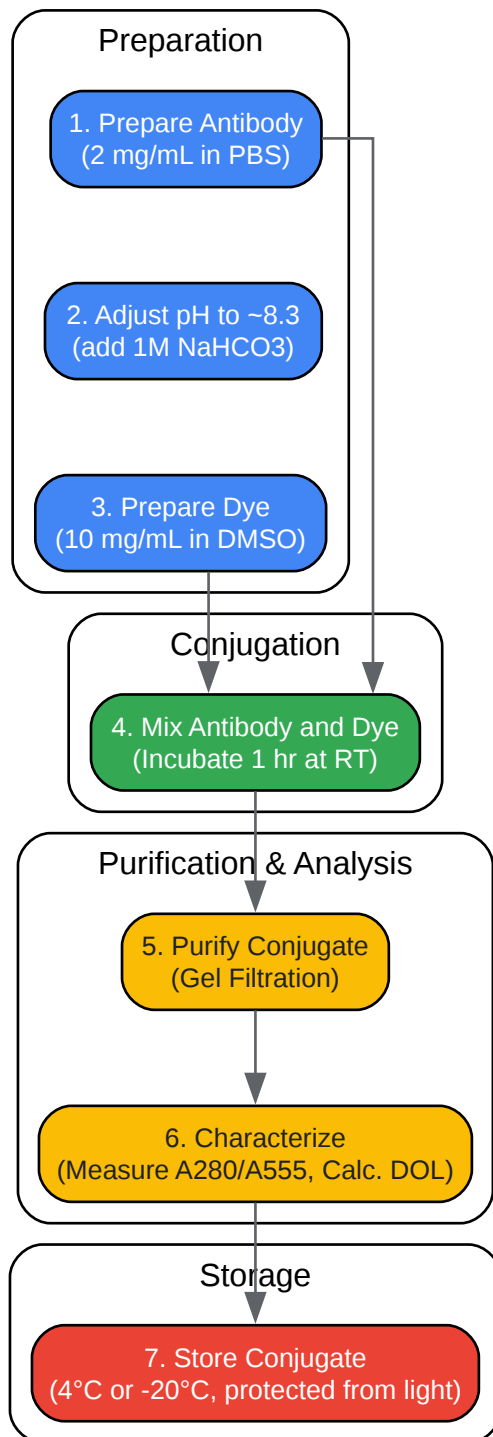 Preparation
1. Prepare Antibody
(2 mg/mL in PBS)
2. Adjust pH to ~8.3
(add 1M NaHCO3)
3. Prepare Dye
(10 mg/mL in DMSO)
Conjugation
4. Mix Antibody and Dye
(Incubate 1 hr at RT)
Purification & Analysis
5. Purify Conjugate
(Gel Filtration)
6. Characterize
(Measure A280/A555, Calc. DOL)
Storage
7. Store Conjugate
(4°C or -20°C, protected from light)